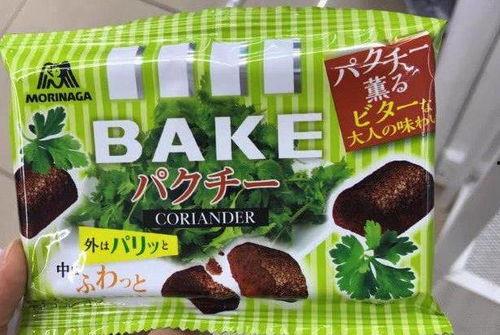 MORINAGA
BAKE
パクチー
CORIANDER
外はパリッと
中はふわっと
パクチー
薫る
ビターな
大人の味わい